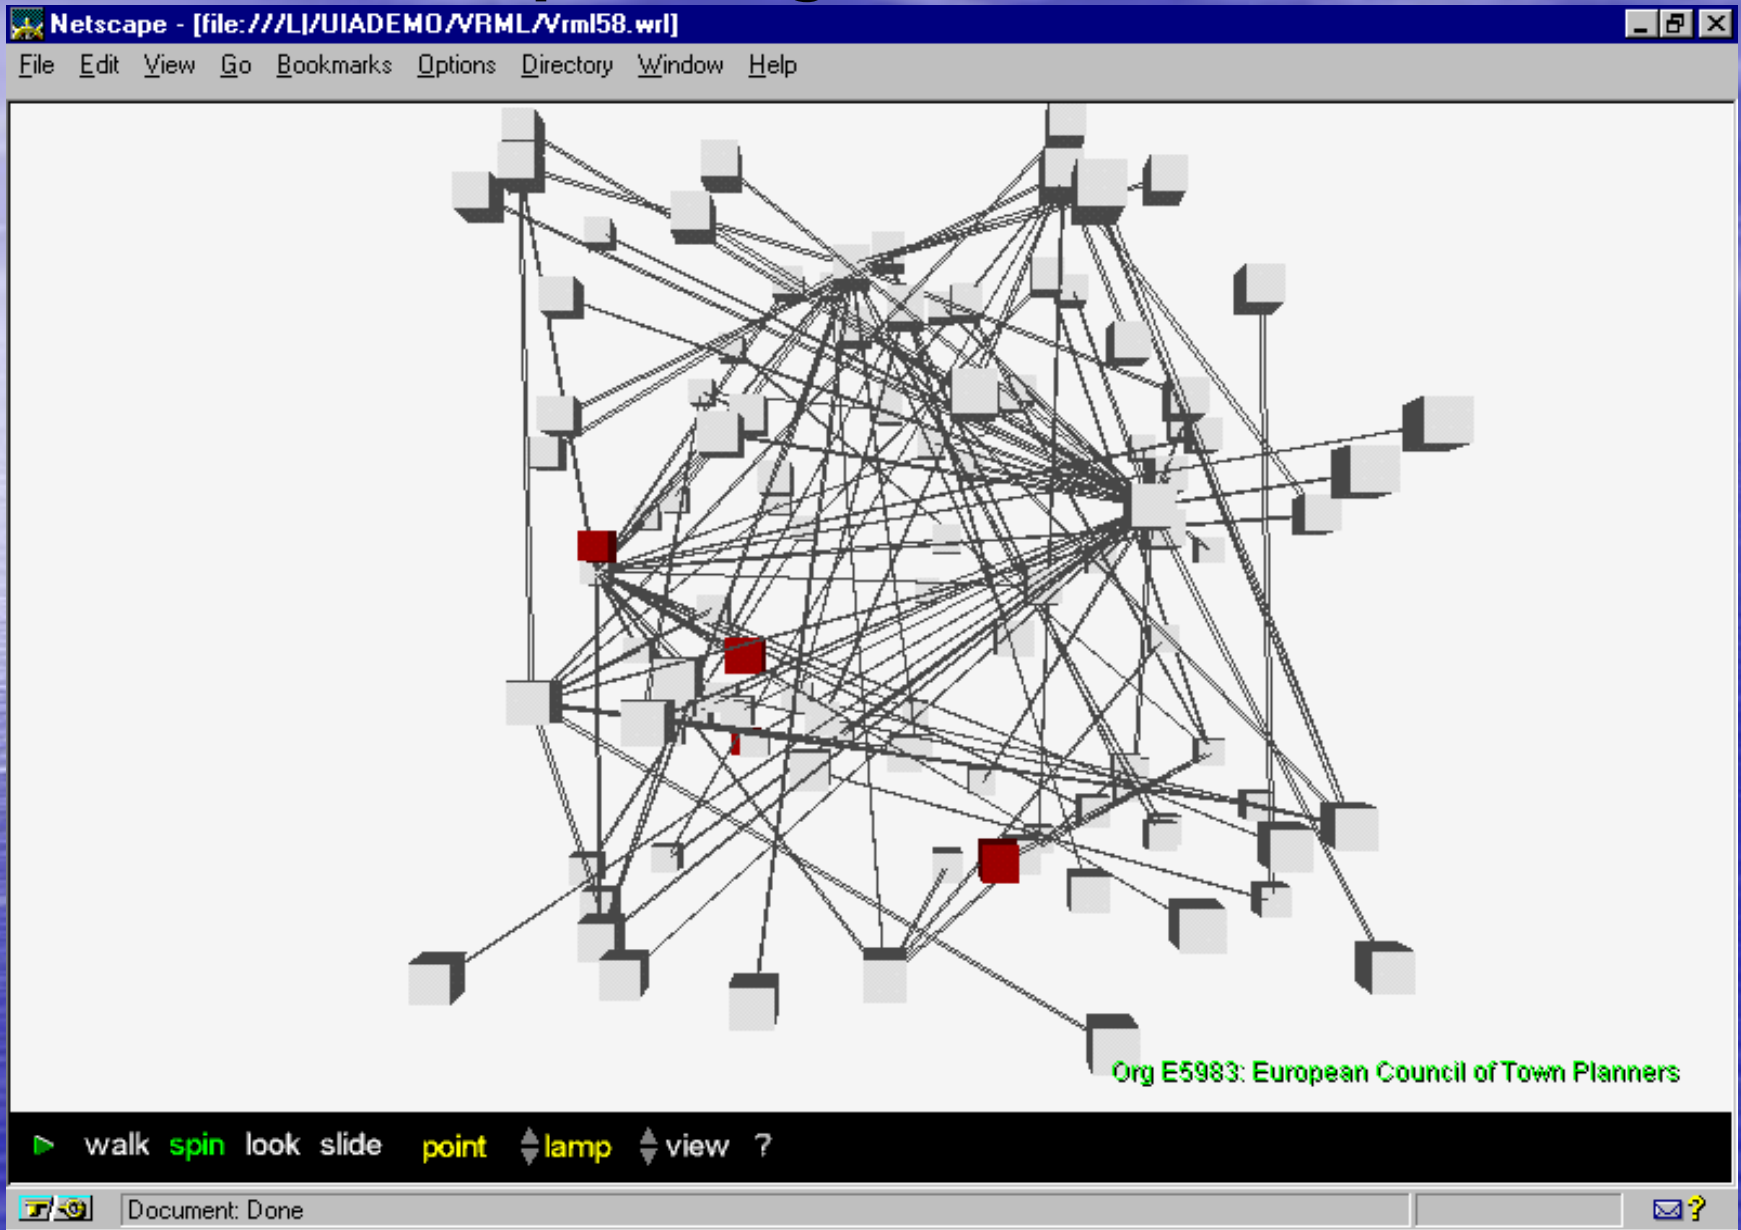 Netscape - [file:///L|/UIADEMO/VRML/Vrml58.wrl]
File Edit View Go Bookmarks Options Directory Window Help
Org E5983: European Council of Town Planners
walk spin look slide point lamp view ?
Document: Done